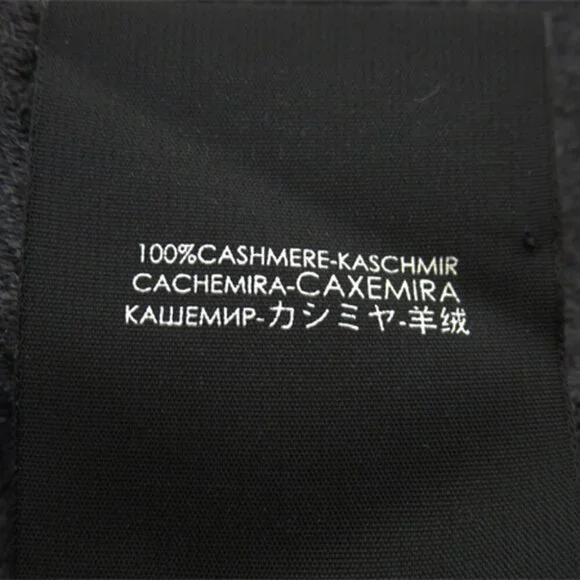 100%CASHMERE-KASCHMIR
CACHEMIRA-CAXEMIRA
КАШЕМИР-カシミヤ-羊绒